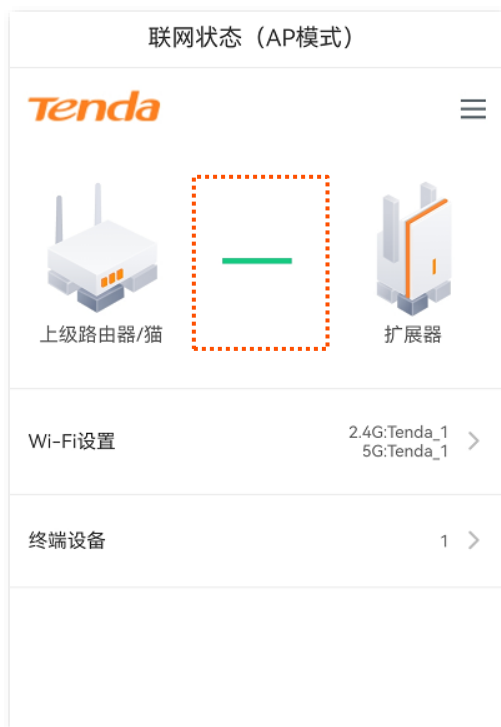 联网状态（AP模式）
Tenda
上级路由器/猫
扩展器
Wi-Fi设置
2.4G:Tenda_1
5G:Tenda_1
终端设备
1